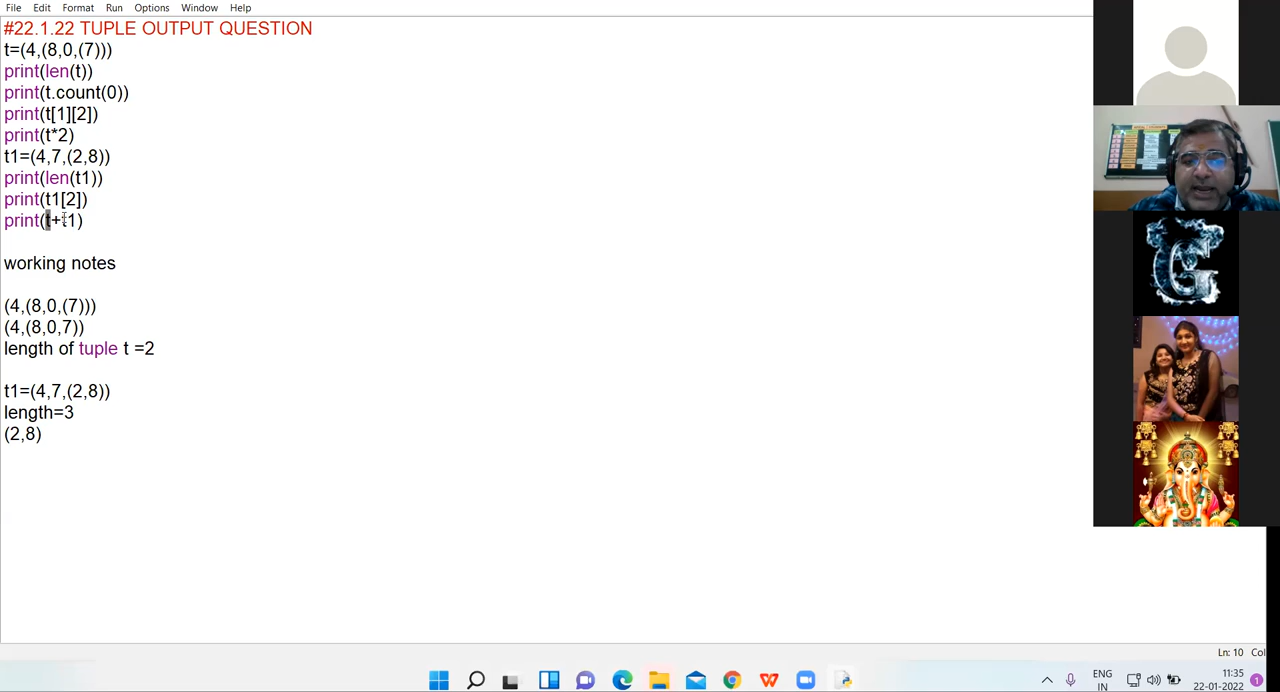 File Edit Format Run Options Window Help
#22.1.22 TUPLE OUTPUT QUESTION
t=(4,(8,0,(7)))
print(len(t))
print(t.count(0))
print(t[1][2])
print(t*2)
t1=(4,7,(2,8))
print(len(t1))
print(t1[2])
print(t+t1)
working notes
(4,(8,0,(7)))
(4,(8,0,7))
length of tuple t =2
t1=(4,7,(2,8))
length=3
(2,8)
Ln: 10 Col
ENG 11:35
IN 22-01-2022